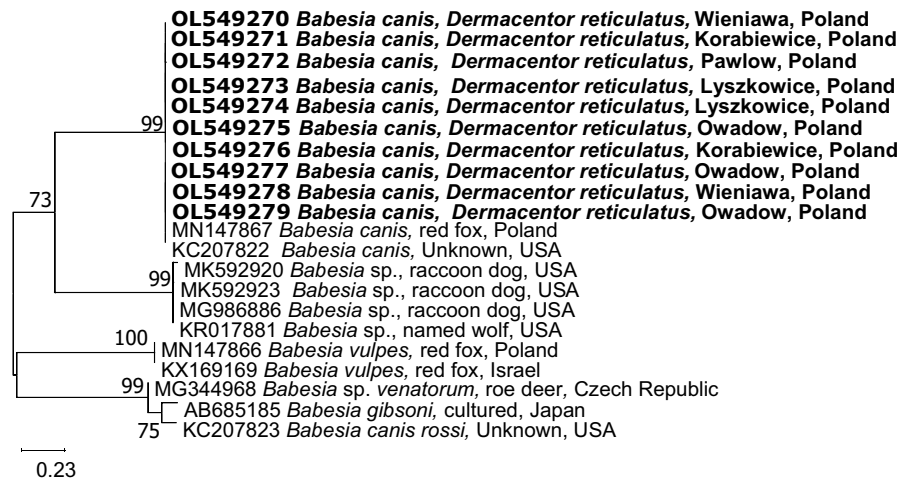 OL549270 Babesia canis, Dermacentor reticulatus, Wieniawa, Poland
OL549271 Babesia canis, Dermacentor reticulatus, Korabiewice, Poland
OL549272 Babesia canis, Dermacentor reticulatus, Pawlow, Poland
OL549273 Babesia canis, Dermacentor reticulatus, Lyszkowice, Poland
OL549274 Babesia canis, Dermacentor reticulatus, Lyszkowice, Poland
99
OL549275 Babesia canis, Dermacentor reticulatus, Owadow, Poland
OL549276 Babesia canis, Dermacentor reticulatus, Korabiewice, Poland
OL549277 Babesia canis, Dermacentor reticulatus, Owadow, Poland
OL549278 Babesia canis, Dermacentor reticulatus, Wieniawa, Poland
73
OL549279 Babesia canis, Dermacentor reticulatus, Owadow, Poland
MN147867 Babesia canis, red fox, Poland
KC207822 Babesia canis, Unknown, USA
99
MK592920 Babesia sp., raccoon dog, USA
MK592923 Babesia sp., raccoon dog, USA
MG986886 Babesia sp., raccoon dog, USA
KR017881 Babesia sp., named wolf, USA
100
MN147866 Babesia vulpes, red fox, Poland
KX169169 Babesia vulpes, red fox, Israel
99
MG344968 Babesia sp. venatorum, roe deer, Czech Republic
AB685185 Babesia gibsoni, cultured, Japan
75
KC207823 Babesia canis rossi, Unknown, USA
0.23